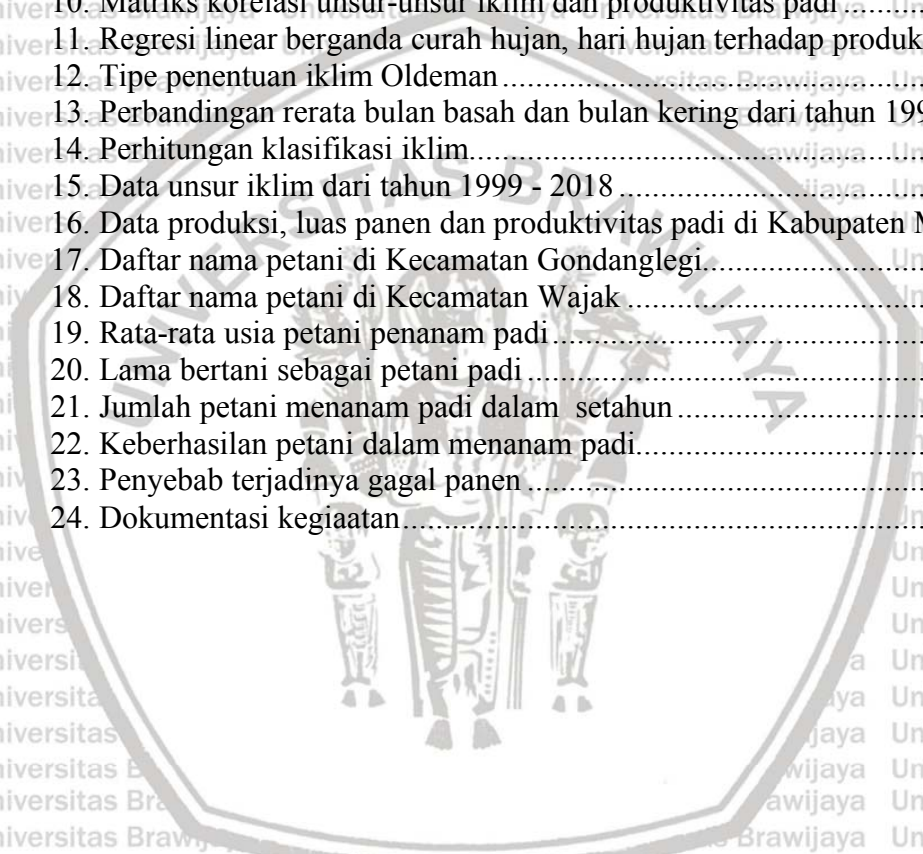 10. Matriks korelasi unsur-unsur iklim dan produktivitas padi
11. Regresi linear berganda curah hujan, hari hujan terhadap produk
12. Tipe penentuan iklim Oldeman
13. Perbandingan rerata bulan basah dan bulan kering dari tahun 199
14. Perhitungan klasifikasi iklim
15. Data unsur iklim dari tahun 1999 - 2018
16. Data produksi, luas panen dan produktivitas padi di Kabupaten M
17. Daftar nama petani di Kecamatan Gondanglegi
18. Daftar nama petani di Kecamatan Wajak
19. Rata-rata usia petani penanam padi
20. Lama bertani sebagai petani padi
21. Jumlah petani menanam padi dalam setahun
22. Keberhasilan petani dalam menanam padi
23. Penyebab terjadinya gagal panen
24. Dokumentasi kegiaatan
UNIVERSITAS BRAWIJAYA